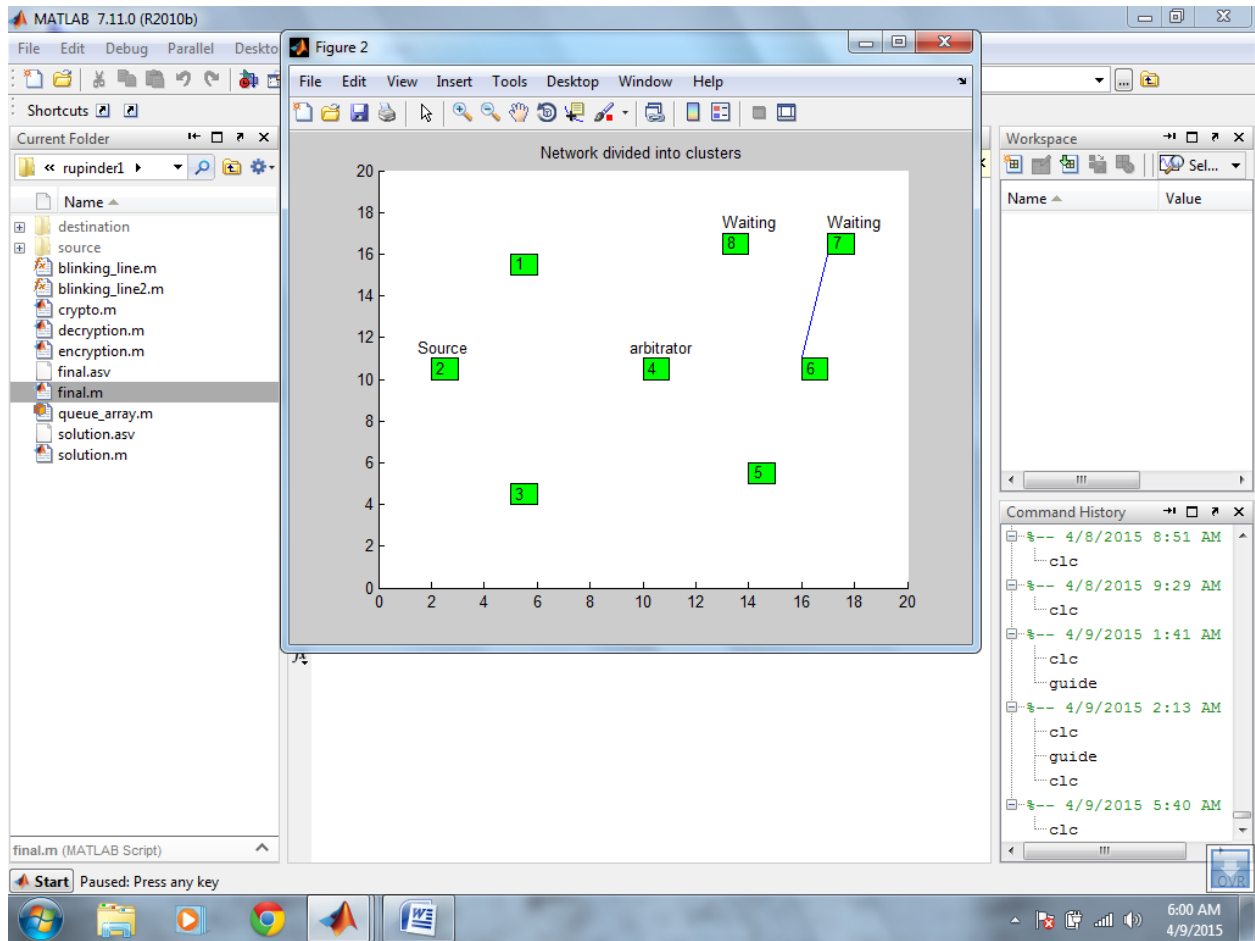 MATLAB 7.11.0 (R2010b)
File Edit Debug Parallel Deskto
Shortcuts
Current Folder
« rupinder1
Name
destination
source
blinking_line.m
blinking_line2.m
crypto.m
decryption.m
encryption.m
final.asv
final.m
queue_array.m
solution.asv
solution.m
final.m (MATLAB Script)
Figure 2
File Edit View Insert Tools Desktop Window Help
Network divided into clusters
20
18
16
14
12
10
8
6
4
2
0
Waiting Waiting
8 7
1
Source arbitrator
2 4 6
5
3
0 2 4 6 8 10 12 14 16 18 20
fx
Workspace
Sel...
Name Value
Command History
%-- 4/8/2015 8:51 AM
clc
%-- 4/8/2015 9:29 AM
clc
%-- 4/9/2015 1:41 AM
clc
guide
%-- 4/9/2015 2:13 AM
clc
guide
clc
%-- 4/9/2015 5:40 AM
clc
Start Paused: Press any key
OVR
6:00 AM
4/9/2015